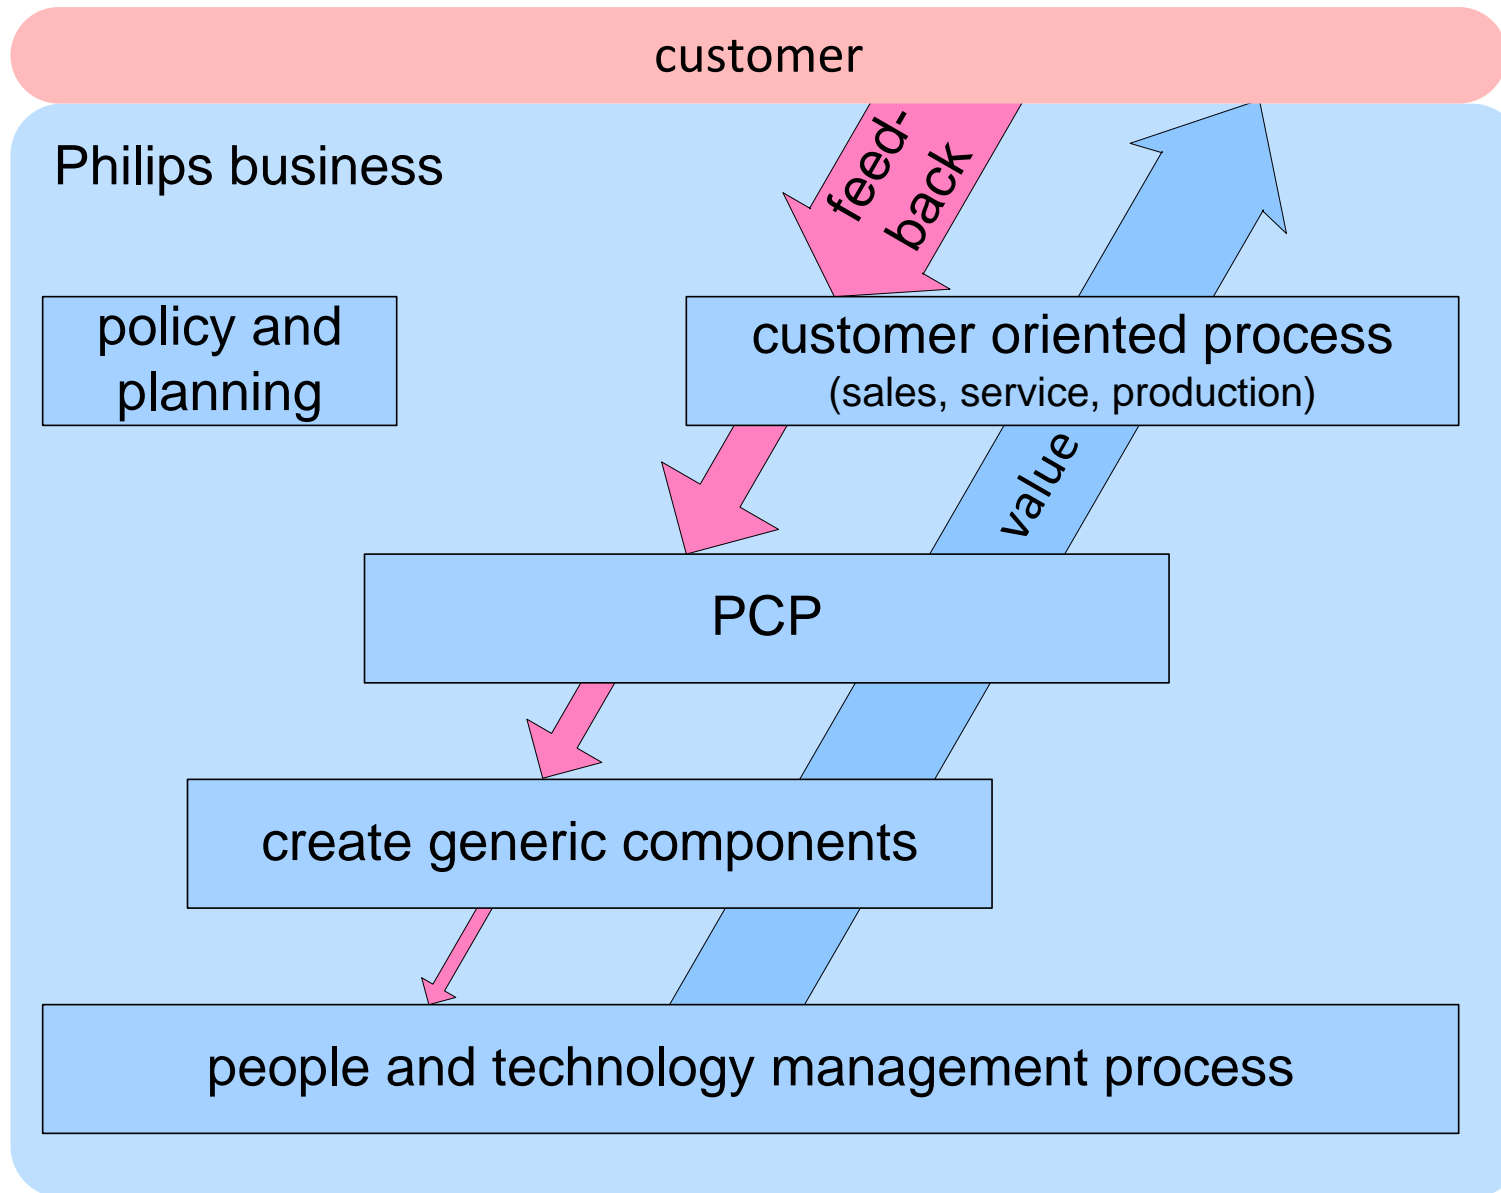 customer
Philips business
feed-
back
policy and
planning
customer oriented process
(sales, service, production)
value
PCP
create generic components
people and technology management process